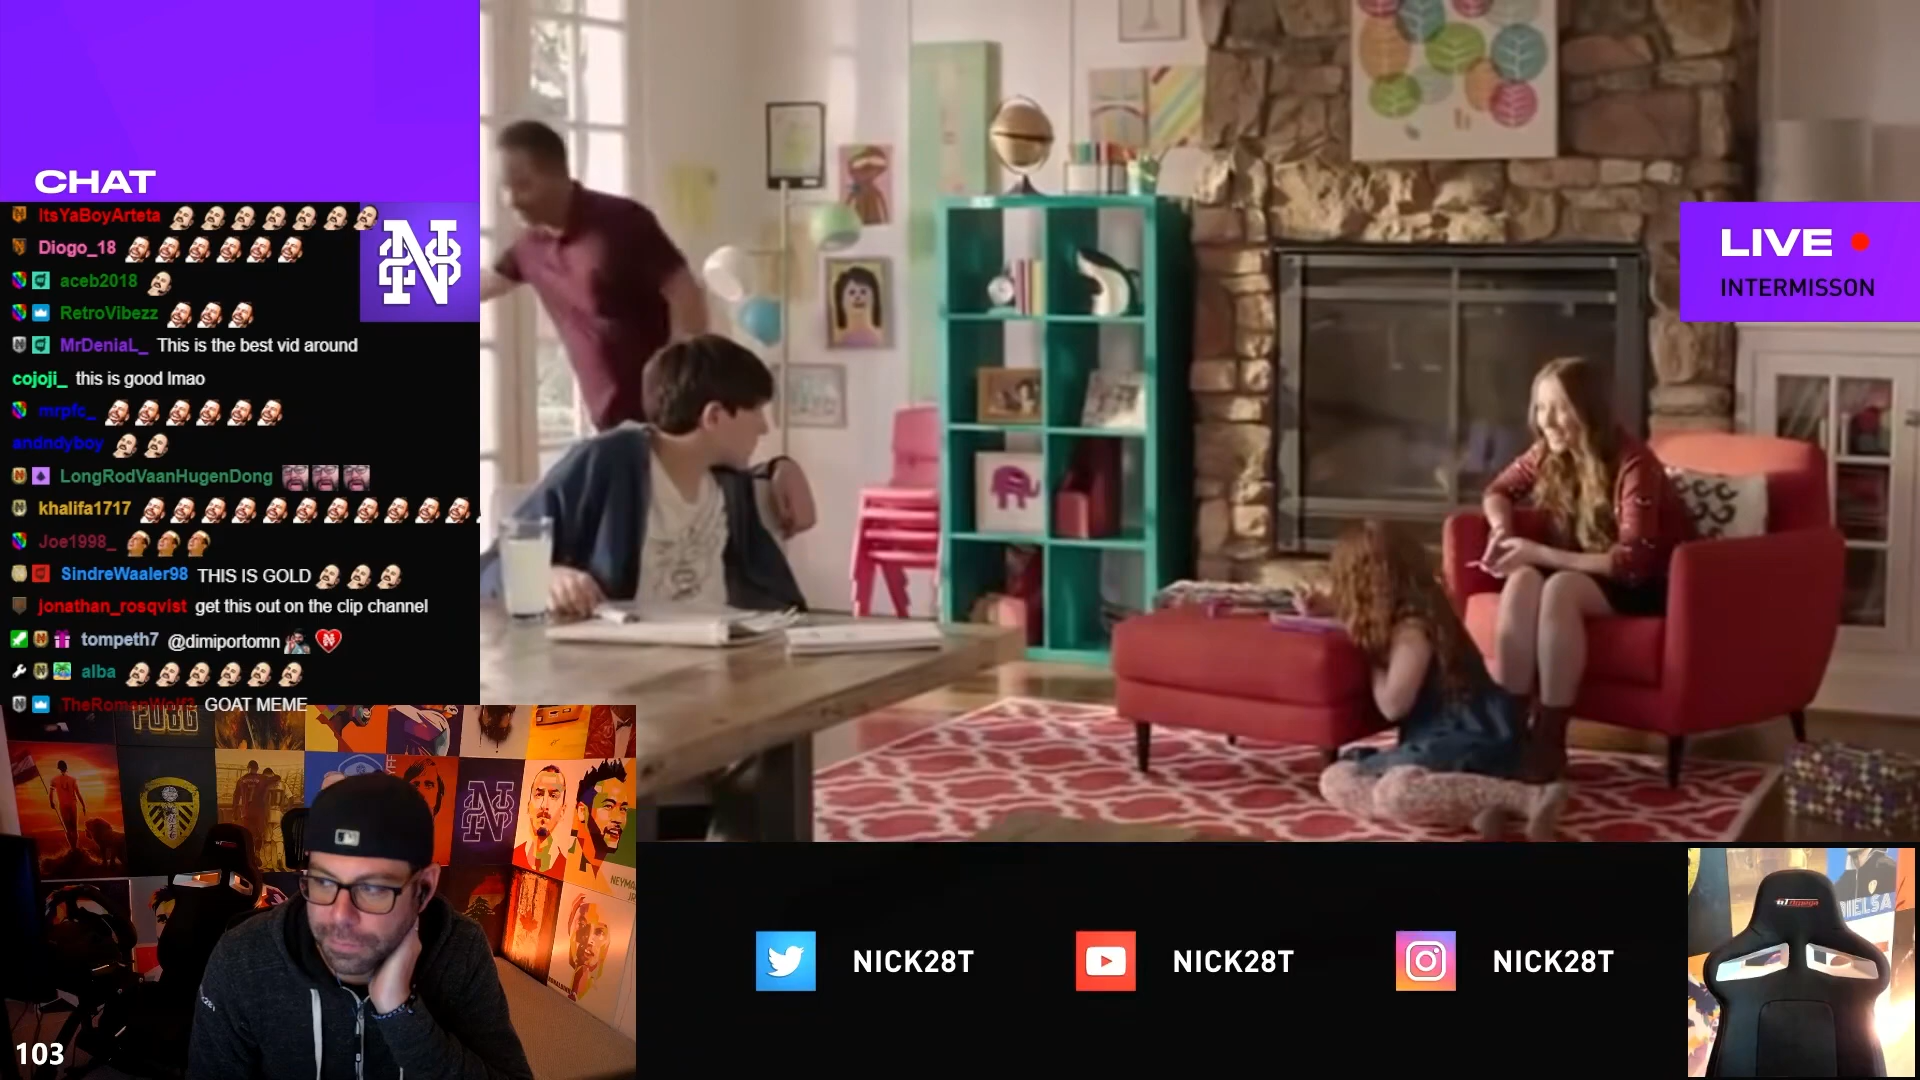 CHAT
ItsYaBoyArteta
Diogo_18
aceb2018
RetroVibezz
MrDeniaL_ This is the best vid around
cojoji_ this is good lmao
mrpfc_
andndyboy
LongRodVaanHugenDong
khalifa1717
Joe1998_
SindreWaaler98 THIS IS GOLD
jonathan_rosqvist get this out on the clip channel
tompeth7 @dimiportomn
alba
GOAT MEME
LIVE
INTERMISSON
PUBG
NICK28T
NICK28T
NICK28T
103